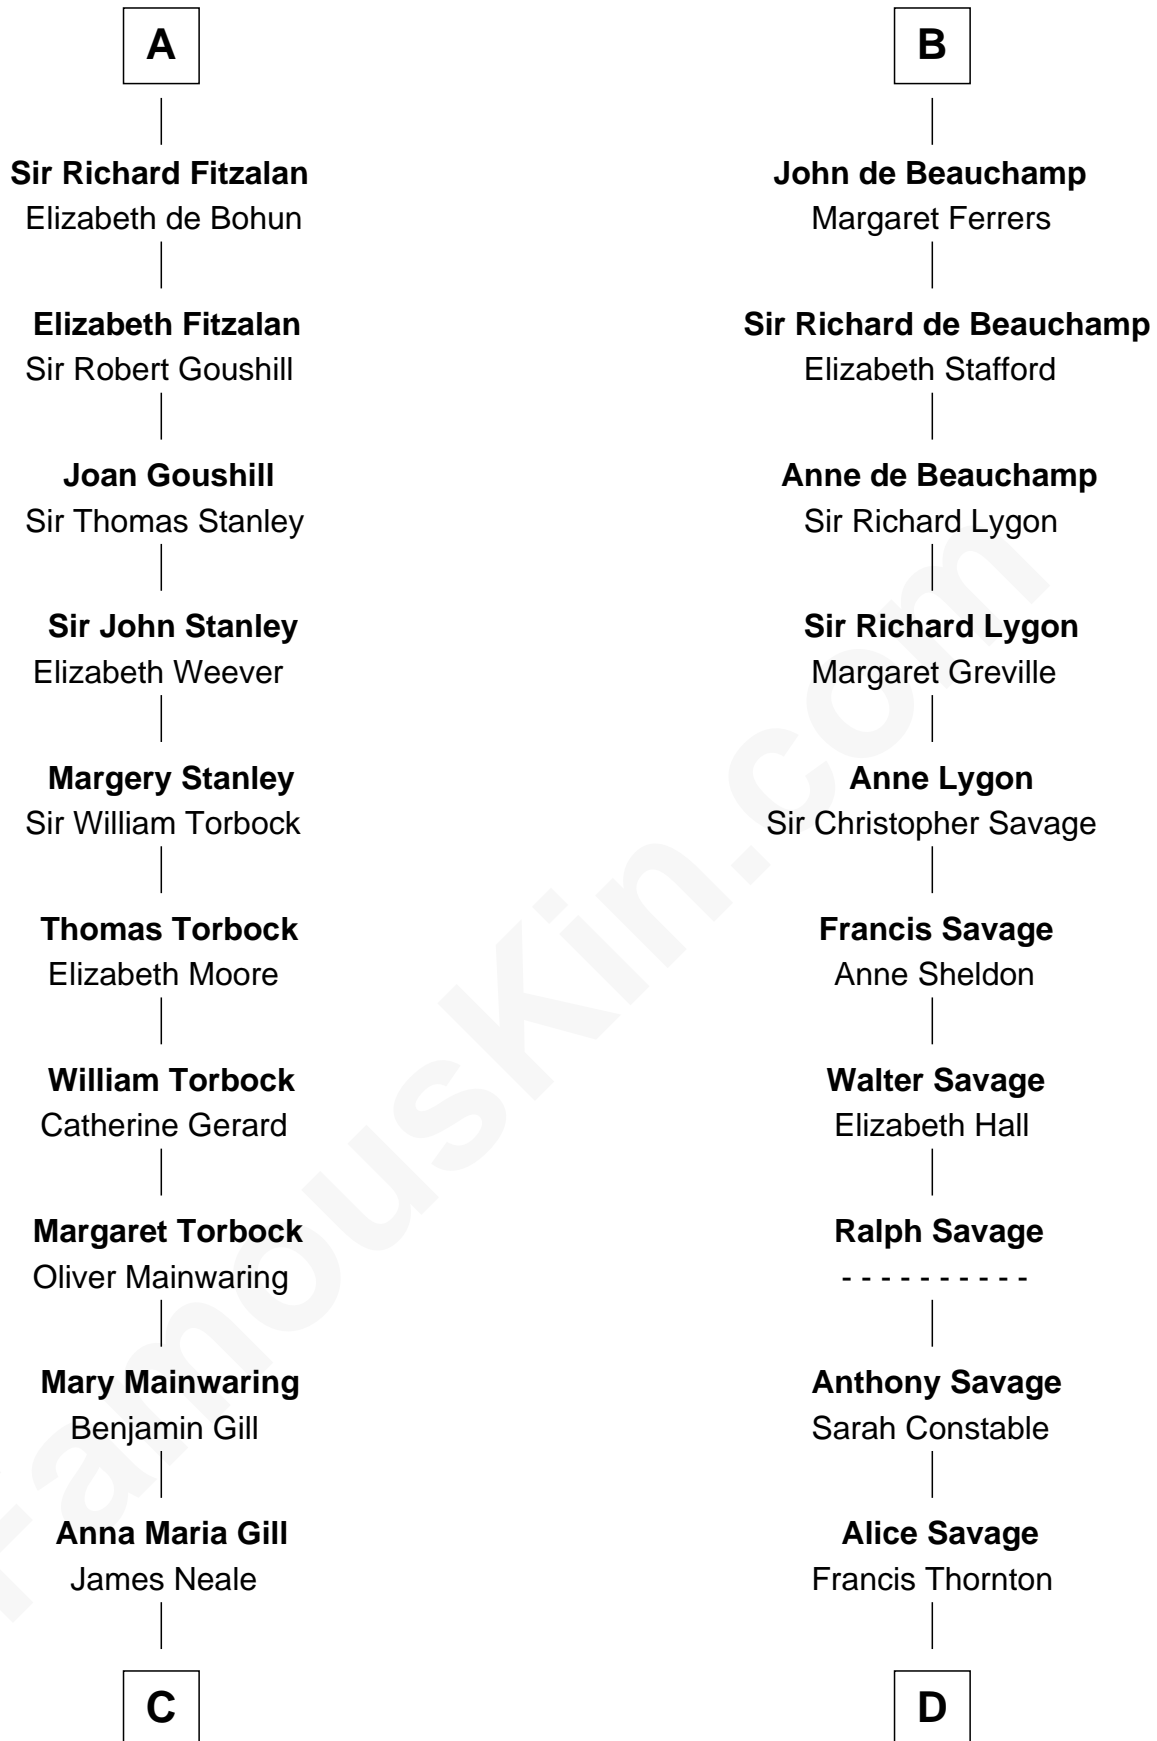 A
Sir Richard Fitzalan
Elizabeth de Bohun
Elizabeth Fitzalan
Sir Robert Goushill
Joan Goushill
Sir Thomas Stanley
Sir John Stanley
Elizabeth Weever
Margery Stanley
Sir William Torbock
Thomas Torbock
Elizabeth Moore
William Torbock
Catherine Gerard
Margaret Torbock
Oliver Mainwaring
Mary Mainwaring
Benjamin Gill
Anna Maria Gill
James Neale
C
B
John de Beauchamp
Margaret Ferrers
Sir Richard de Beauchamp
Elizabeth Stafford
Anne de Beauchamp
Sir Richard Lygon
Sir Richard Lygon
Margaret Greville
Anne Lygon
Sir Christopher Savage
Francis Savage
Anne Sheldon
Walter Savage
Elizabeth Hall
Ralph Savage
- - - - - - - - - -
Anthony Savage
Sarah Constable
Alice Savage
Francis Thornton
D
FamousKin.com